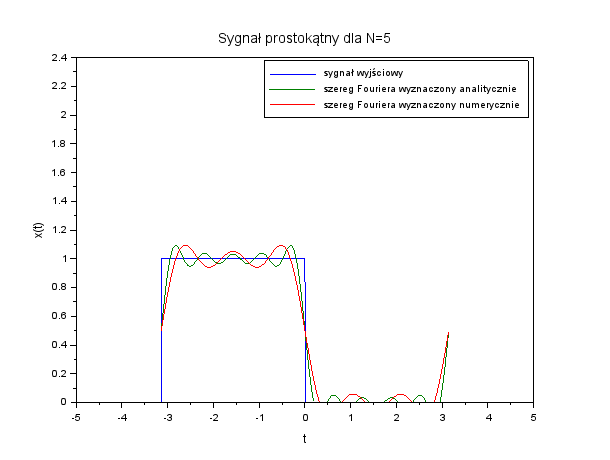 Sygnał prostokątny dla N=5
sygnał wyjściowy
szereg Fouriera wyznaczony analitycznie
szereg Fouriera wyznaczony numerycznie
x(t)
2.4
2.2
2
1.8
1.6
1.4
1.2
1
0.8
0.6
0.4
0.2
0
-5 -4 -3 -2 -1 0 1 2 3 4 5
t